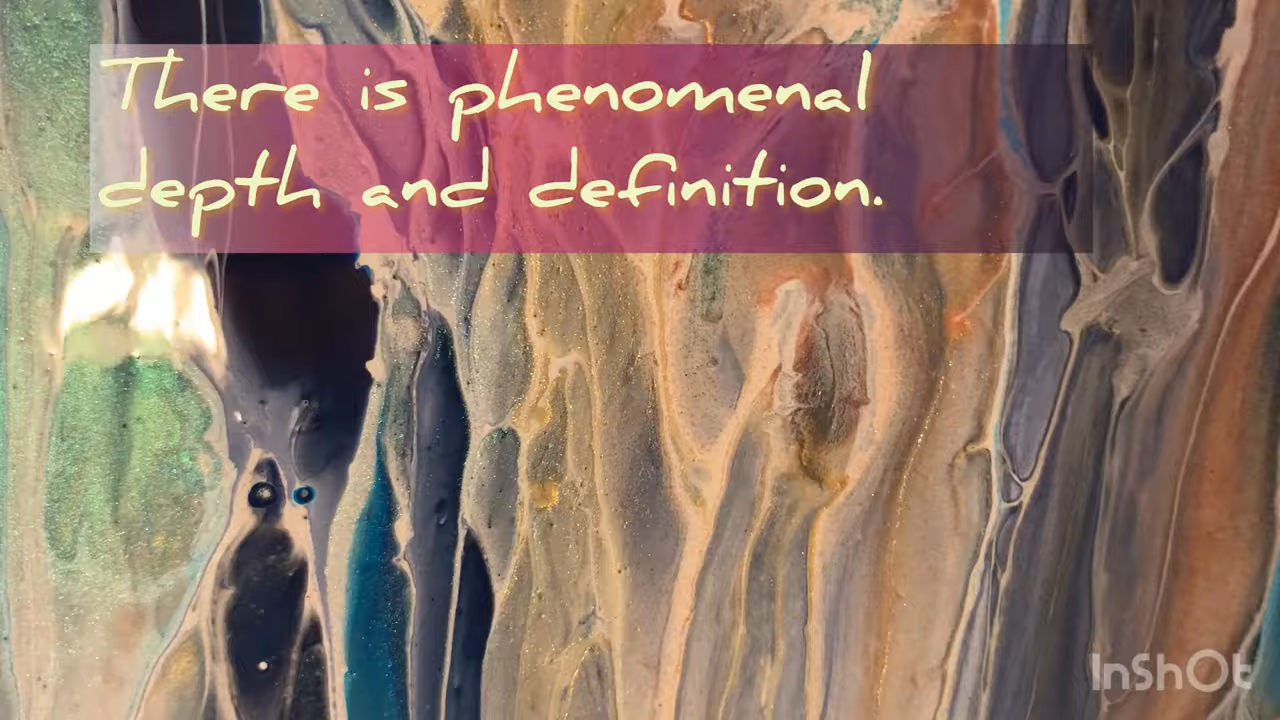 There is phenomenal
depth and definition.
InShOt